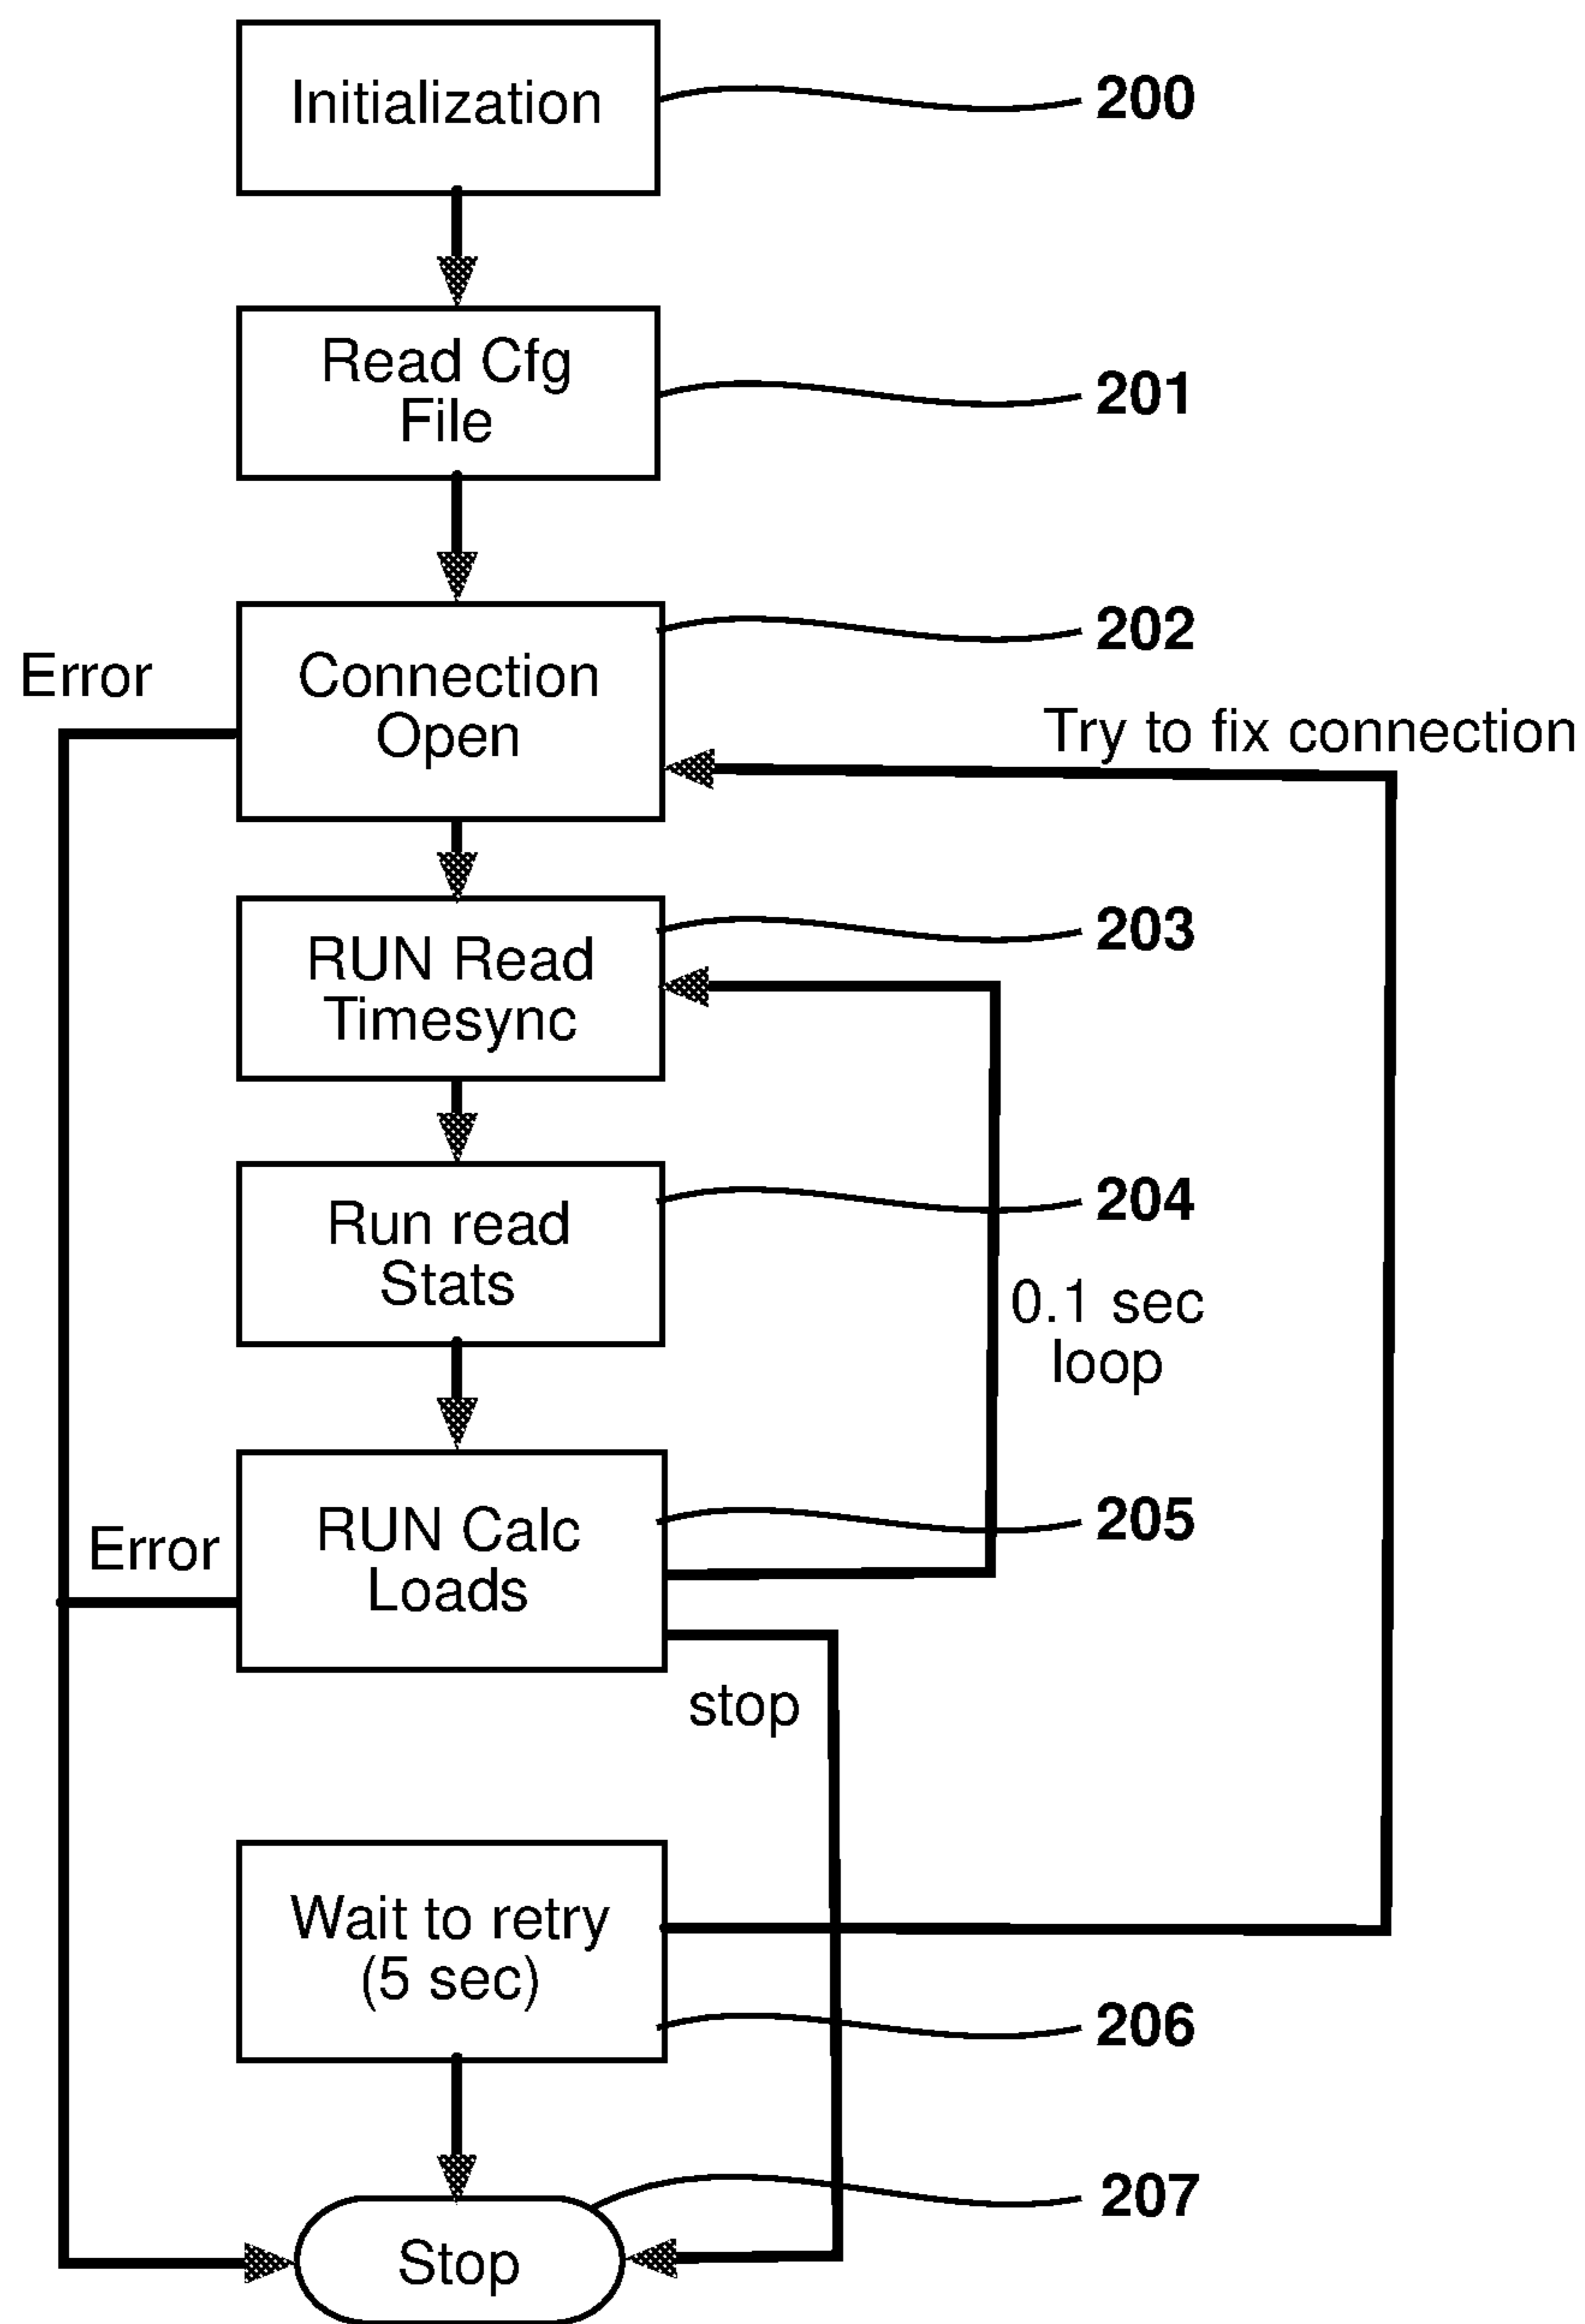 Initialization
200
Read Cfg
File
201
202
Error
Connection
Open
Try to fix connection
203
RUN Read
Timesync
204
Run read
Stats
0.1 sec
loop
205
Error
RUN Calc
Loads
stop
Wait to retry
(5 sec)
206
207
Stop